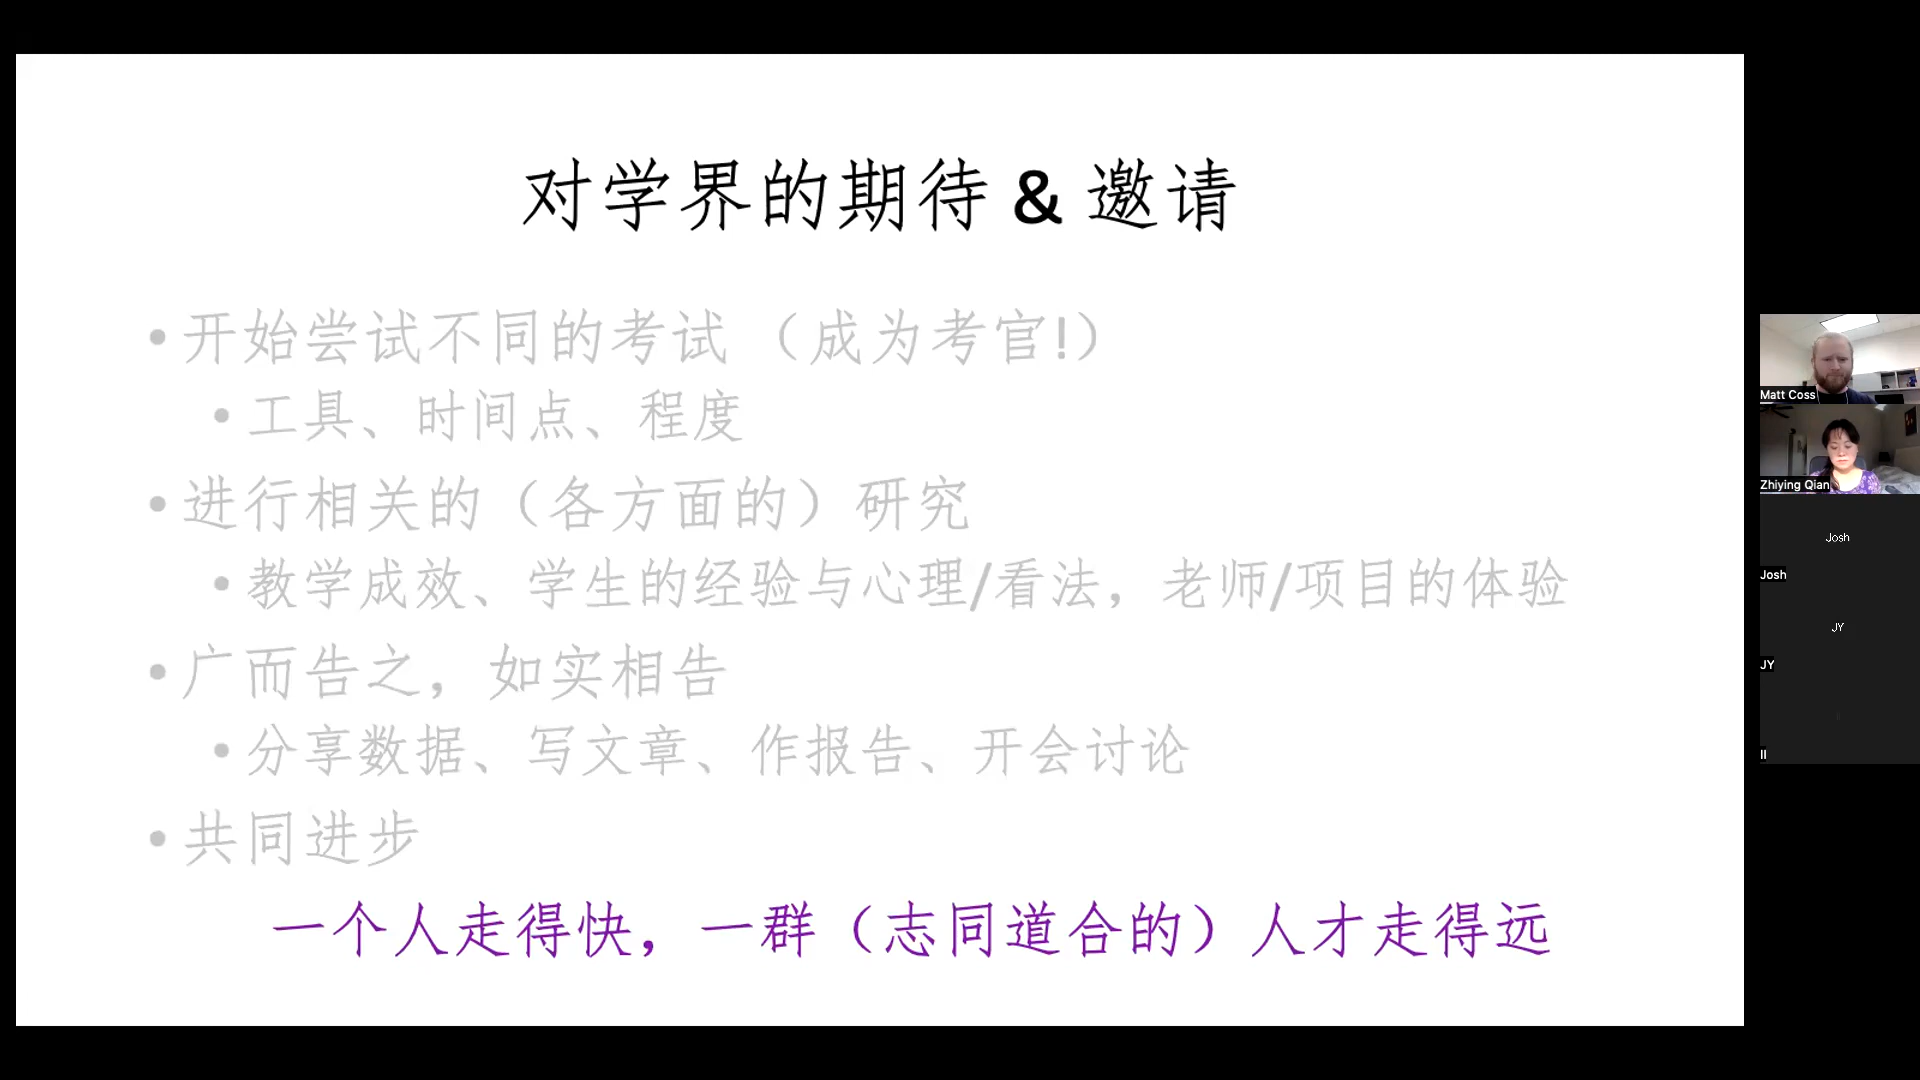 对学界的期待 & 邀请
• 开始尝试不同的考试 （成为考官!）
• 工具、时间点、程度
• 进行相关的（各方面的）研究
• 教学成效、学生的经验与心理/看法，老师/项目的体验
• 广而告之，如实相告
• 分享数据、写文章、作报告、开会讨论
• 共同进步
一个人走得快，一群（志同道合的）人才走得远
Matt Coss
Zhiying Qian
Josh
Josh
JY
JY
ll